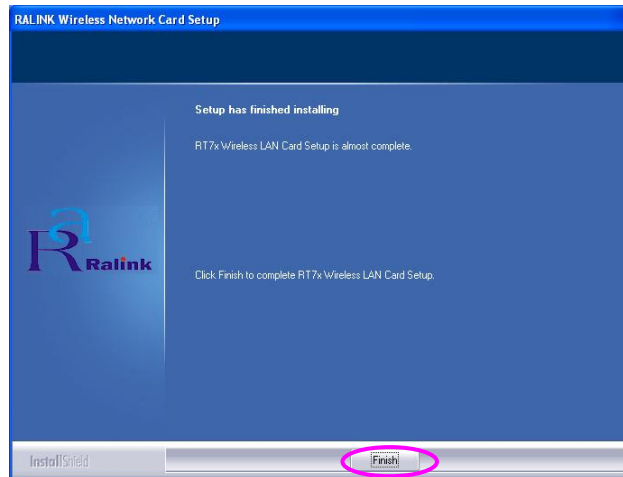 RALINK Wireless Network Card Setup
Setup has finished installing
RT7x Wireless LAN Card Setup is almost complete.
Ra
Ralink
Click Finish to complete RT7x Wireless LAN Card Setup.
InstallShield
Finish